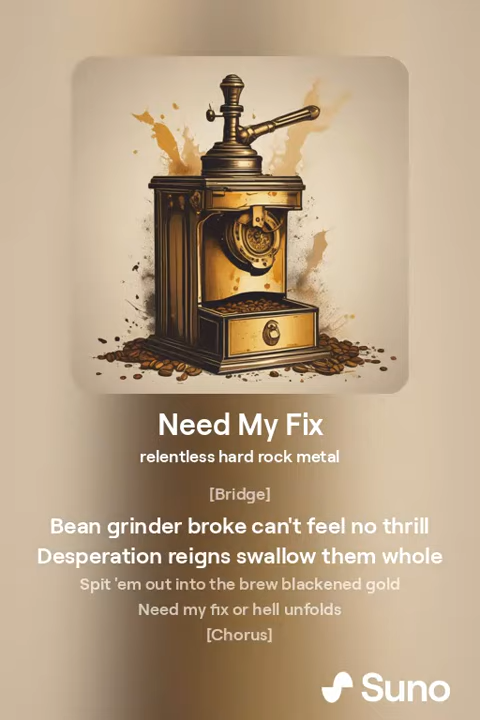 Need My Fix
relentless hard rock metal
[Bridge]
Bean grinder broke can't feel no thrill
Desperation reigns swallow them whole
Spit 'em out into the brew blackened gold
Need my fix or hell unfolds
[Chorus]
Suno